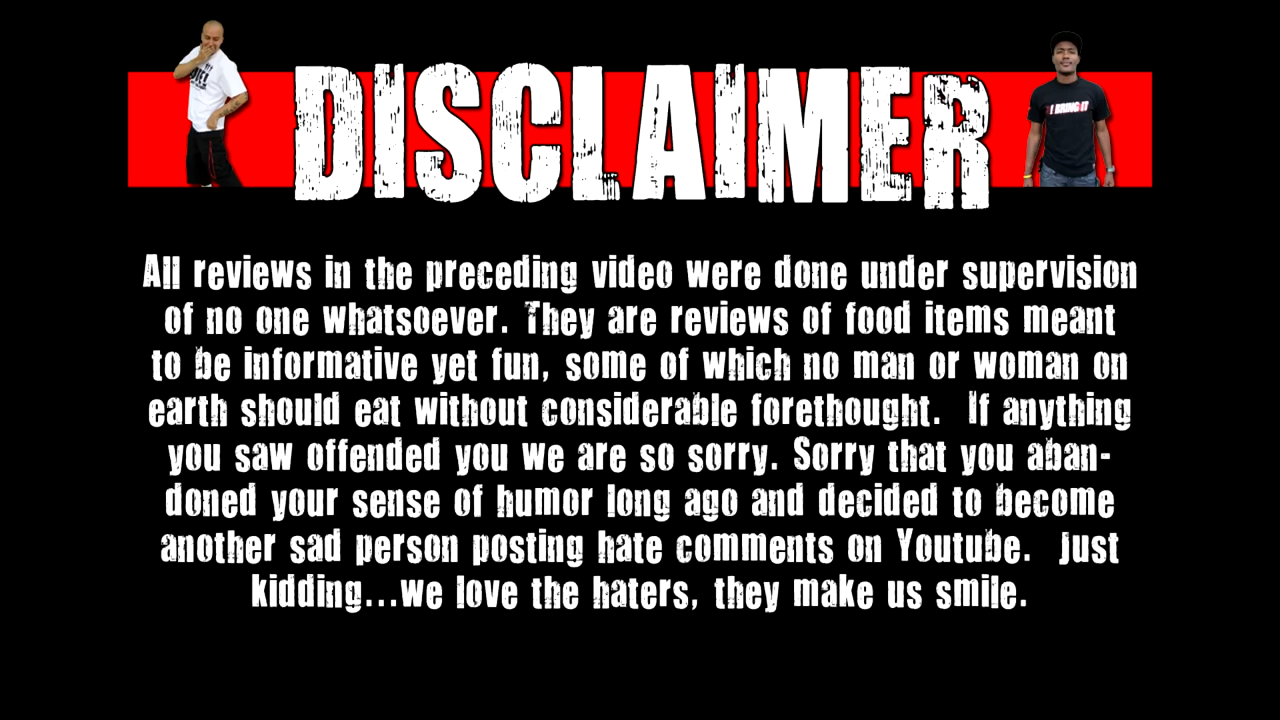 DISCLAIMER
I BRING IT
All reviews in the preceding video were done under supervision
of no one whatsoever. They are reviews of food items meant
to be informative yet fun, some of which no man or woman on
earth should eat without considerable forethought. If anything
you saw offended you we are so sorry. Sorry that you aban-
doned your sense of humor long ago and decided to become
another sad person posting hate comments on Youtube. Just
kidding...we love the haters, they make us smile.